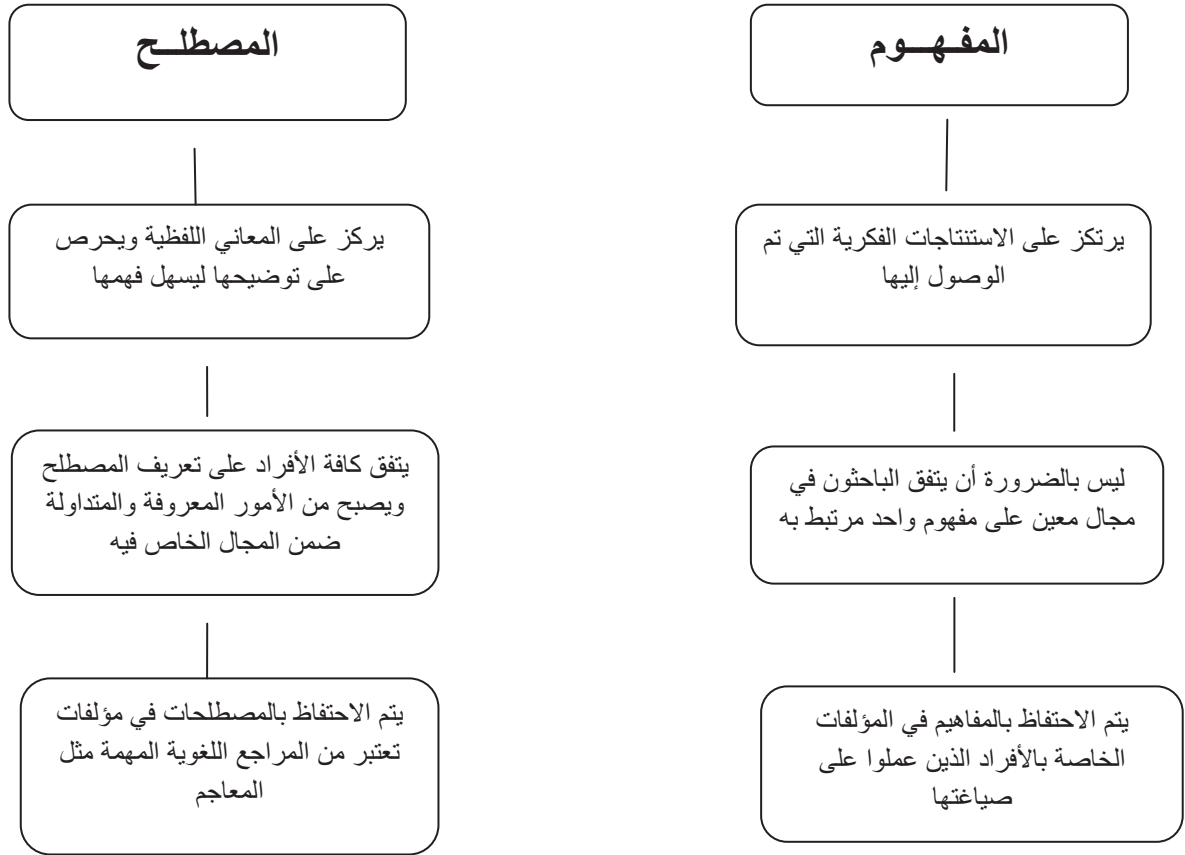 المفهوم
يرتكز على الاستنتاجات الفكرية التي تم
الوصول إليها
ليس بالضرورة أن يتفق الباحثون في
مجال معين على مفهوم واحد مرتبط به
يتم الاحتفاظ بالمفاهيم في المؤلفات
الخاصة بالأفراد الذين عملوا على
صياغتها
المصطلح
يركز على المعاني اللفظية ويحرص
على توضيحها ليسهل فهمها
يتفق كافة الأفراد على تعريف المصطلح
ويصبح من الأمور المعروفة والمتداولة
ضمن المجال الخاص فيه
يتم الاحتفاظ بالمصطلحات في مؤلفات
تعتبر من المراجع اللغوية المهمة مثل
المعاجم